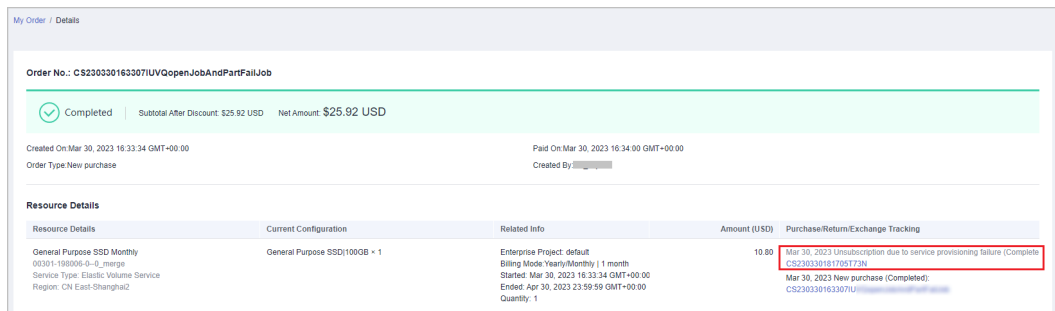 My Order / Details
Order No.: CS230330163307IUVQopenJobAndPartFailJob
Completed Subtotal After Discount: $25.92 USD Net Amount: $25.92 USD
Created On:Mar 30, 2023 16:33:34 GMT+00:00 Paid On:Mar 30, 2023 16:34:00 GMT+00:00
Order Type:New purchase Created By:
Resource Details
Resource Details Current Configuration Related Info Amount (USD) Purchase/Return/Exchange Tracking
General Purpose SSD Monthly General Purpose SSD|100GB × 1 Enterprise Project: default 10.80 Mar 30, 2023 Unsubscription due to service provisioning failure (Complete
00301-198006-0--0_merge Billing Mode:Yearly/Monthly | 1 month CS230330181705T73N
Service Type: Elastic Volume Service Started: Mar 30, 2023 16:33:34 GMT+00:00 Mar 30, 2023 New purchase (Completed):
Region: CN East-Shanghai2 Ended: Apr 30, 2023 23:59:59 GMT+00:00 CS230330163307IU
Quantity: 1